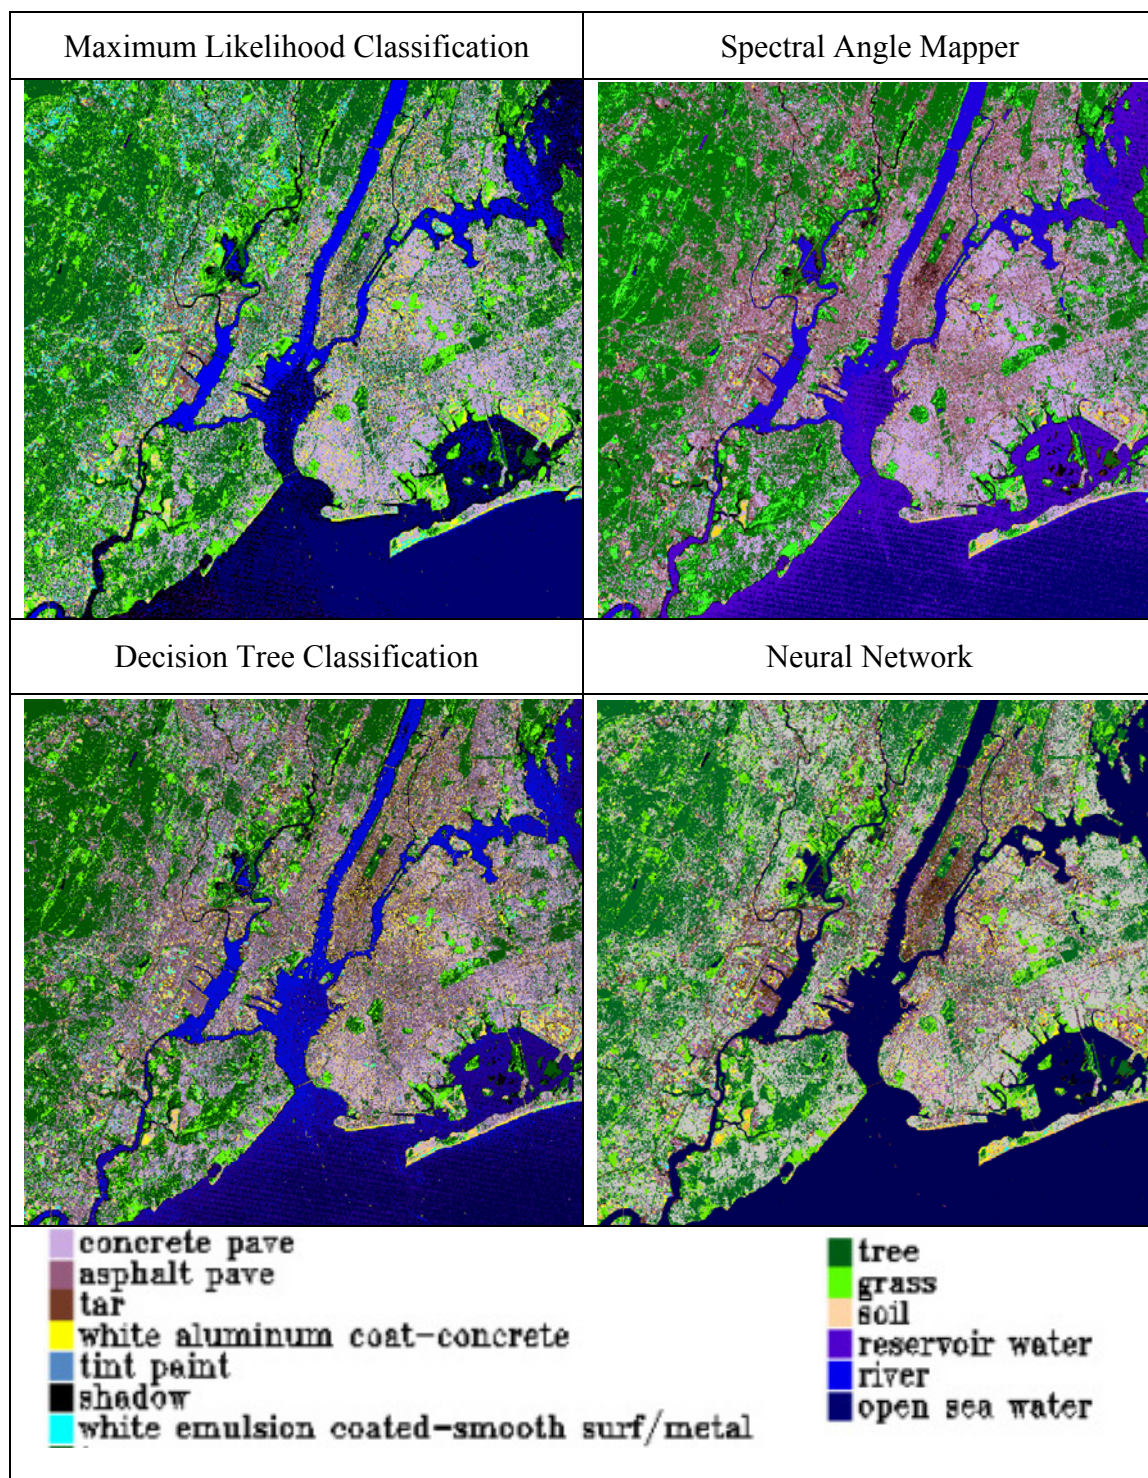 Maximum Likelihood Classification
Spectral Angle Mapper
Decision Tree Classification
Neural Network
concrete pave
asphalt pave
tar
white aluminum coat-concrete
tint paint
shadow
white emulsion coated-smooth surf/metal
tree
grass
soil
reservoir water
river
open sea water